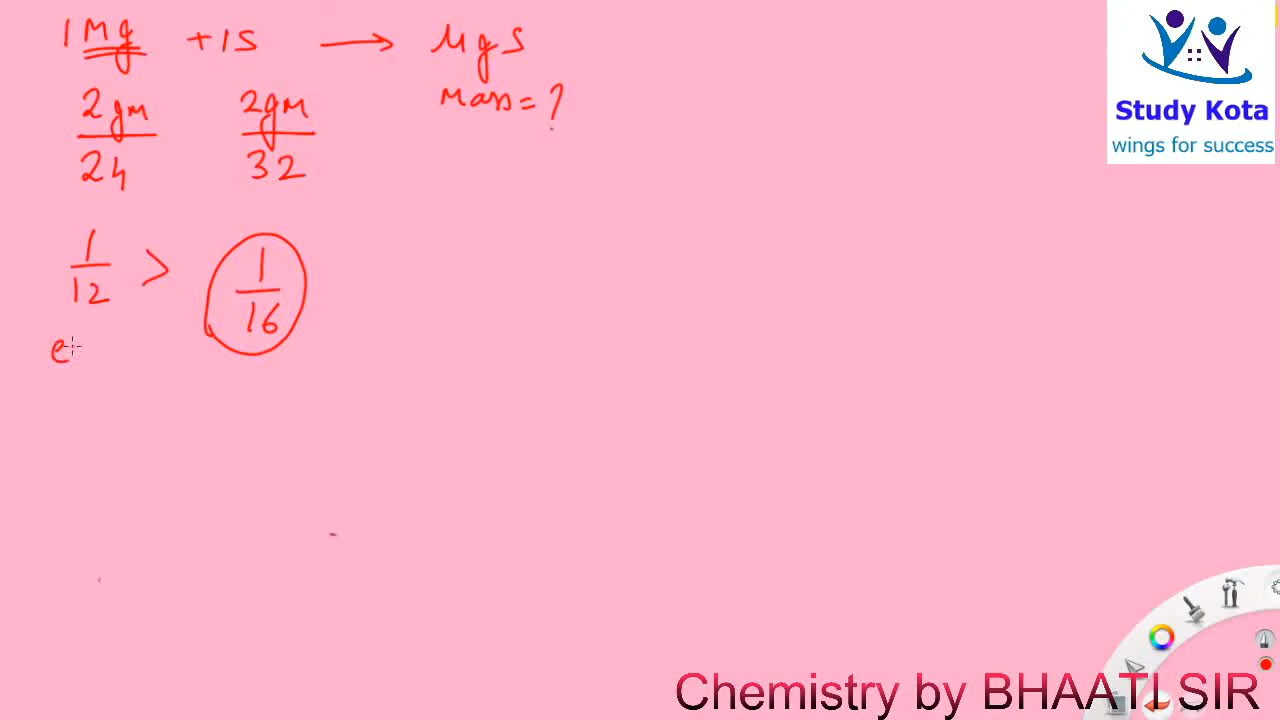 1Mg + 1S → MgS
2gm 2gm Mass = ?
24 32
1 > 1
12 16
e
Study Kota
wings for success
Chemistry by BHAATI SIR